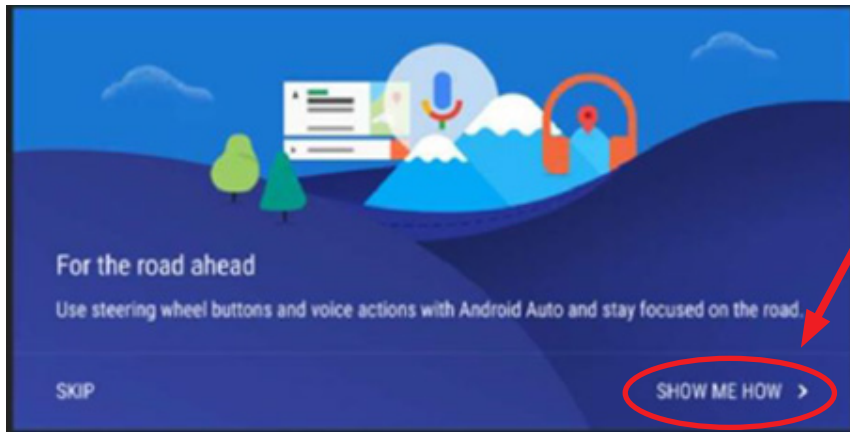 For the road ahead
Use steering wheel buttons and voice actions with Android Auto and stay focused on the road.
SKIP
SHOW ME HOW >